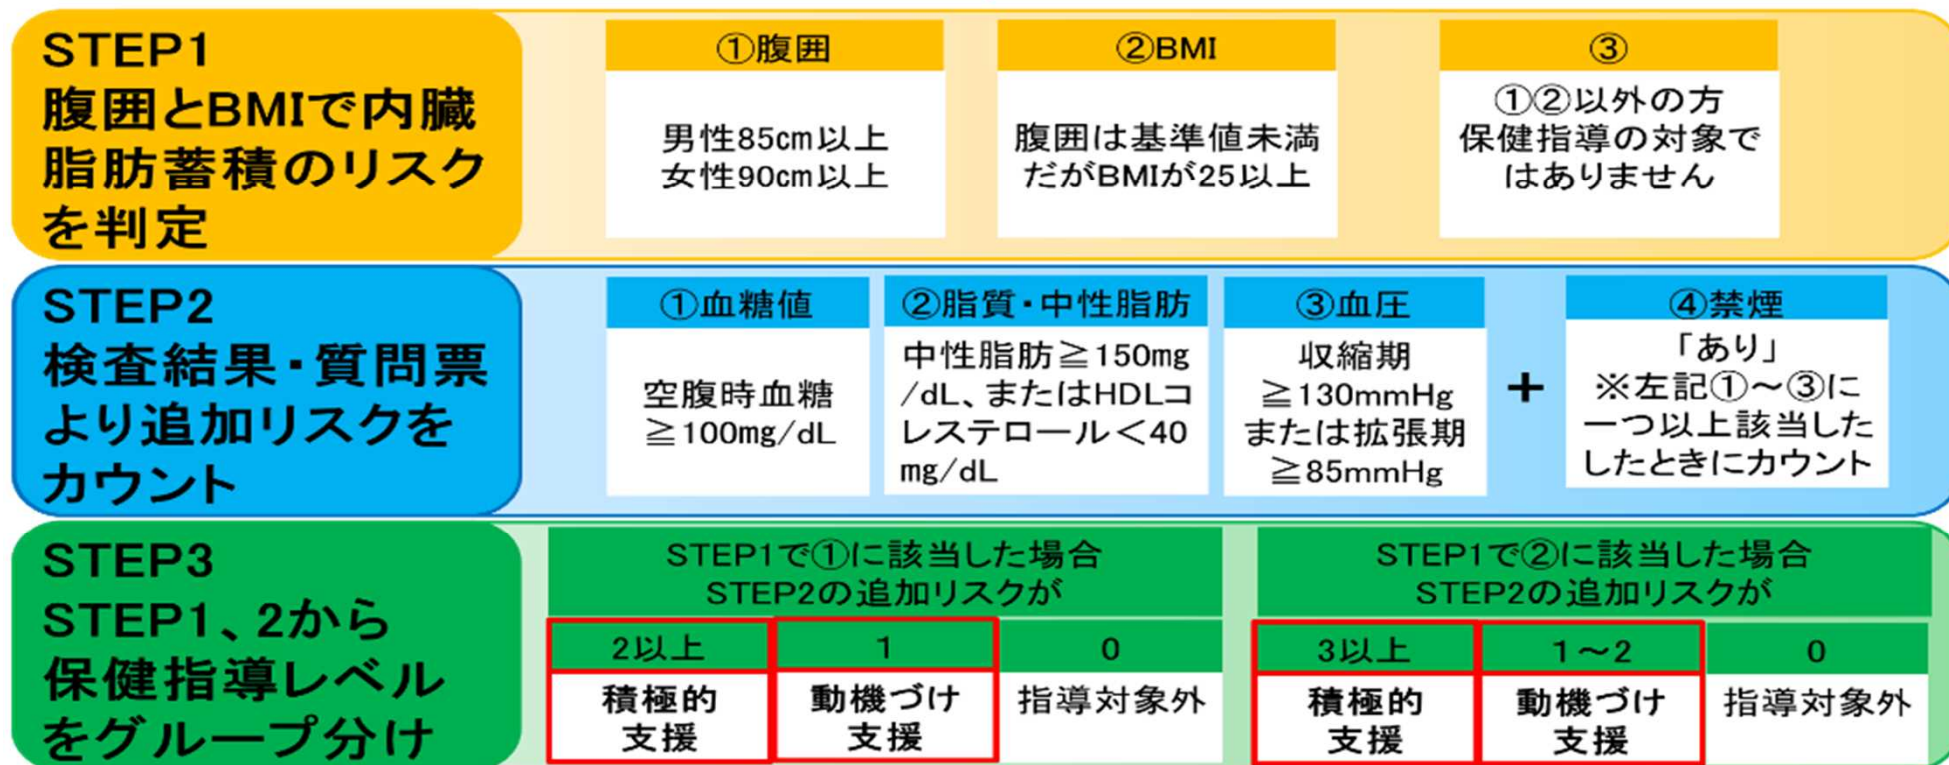 STEP1
腹囲とBMIで内臓
脂肪蓄積のリスク
を判定
①腹囲
男性85cm以上
女性90cm以上
②BMI
腹囲は基準値未満
だがBMIが25以上
③
①②以外の方
保健指導の対象で
はありません
STEP2
検査結果・質問票
より追加リスクを
カウント
①血糖値
空腹時血糖
≧100mg/dL
②脂質・中性脂肪
中性脂肪≧150mg
/dL、またはHDLコ
レステロール＜40
mg/dL
③血圧
収縮期
≧130mmHg
または拡張期
≧85mmHg
+
④禁煙
「あり」
※左記①～③に
一つ以上該当した
したときにカウント
STEP3
STEP1、2から
保健指導レベル
をグループ分け
STEP1で①に該当した場合
STEP2の追加リスクが
2以上
積極的
支援
1
動機づけ
支援
0
指導対象外
STEP1で②に該当した場合
STEP2の追加リスクが
3以上
積極的
支援
1～2
動機づけ
支援
0
指導対象外